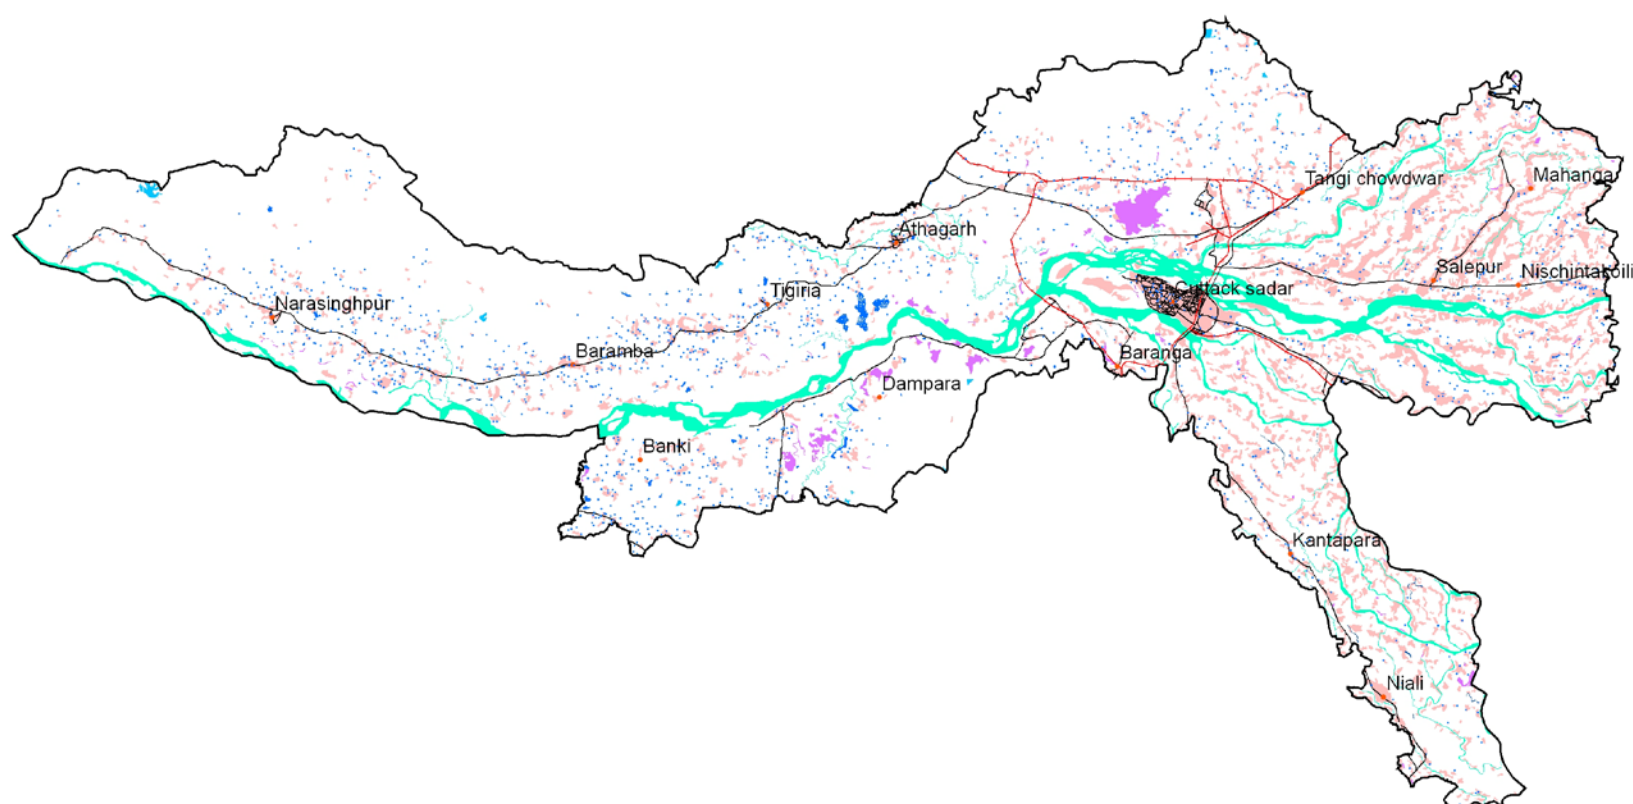 Tangi chowdwar
Mahanga
Athagarh
Salepur
Nischintakoili
Cuttack sadar
Tigiria
Narasinghpur
Baramba
Baranga
Dampara
Banki
Kantapara
Niali